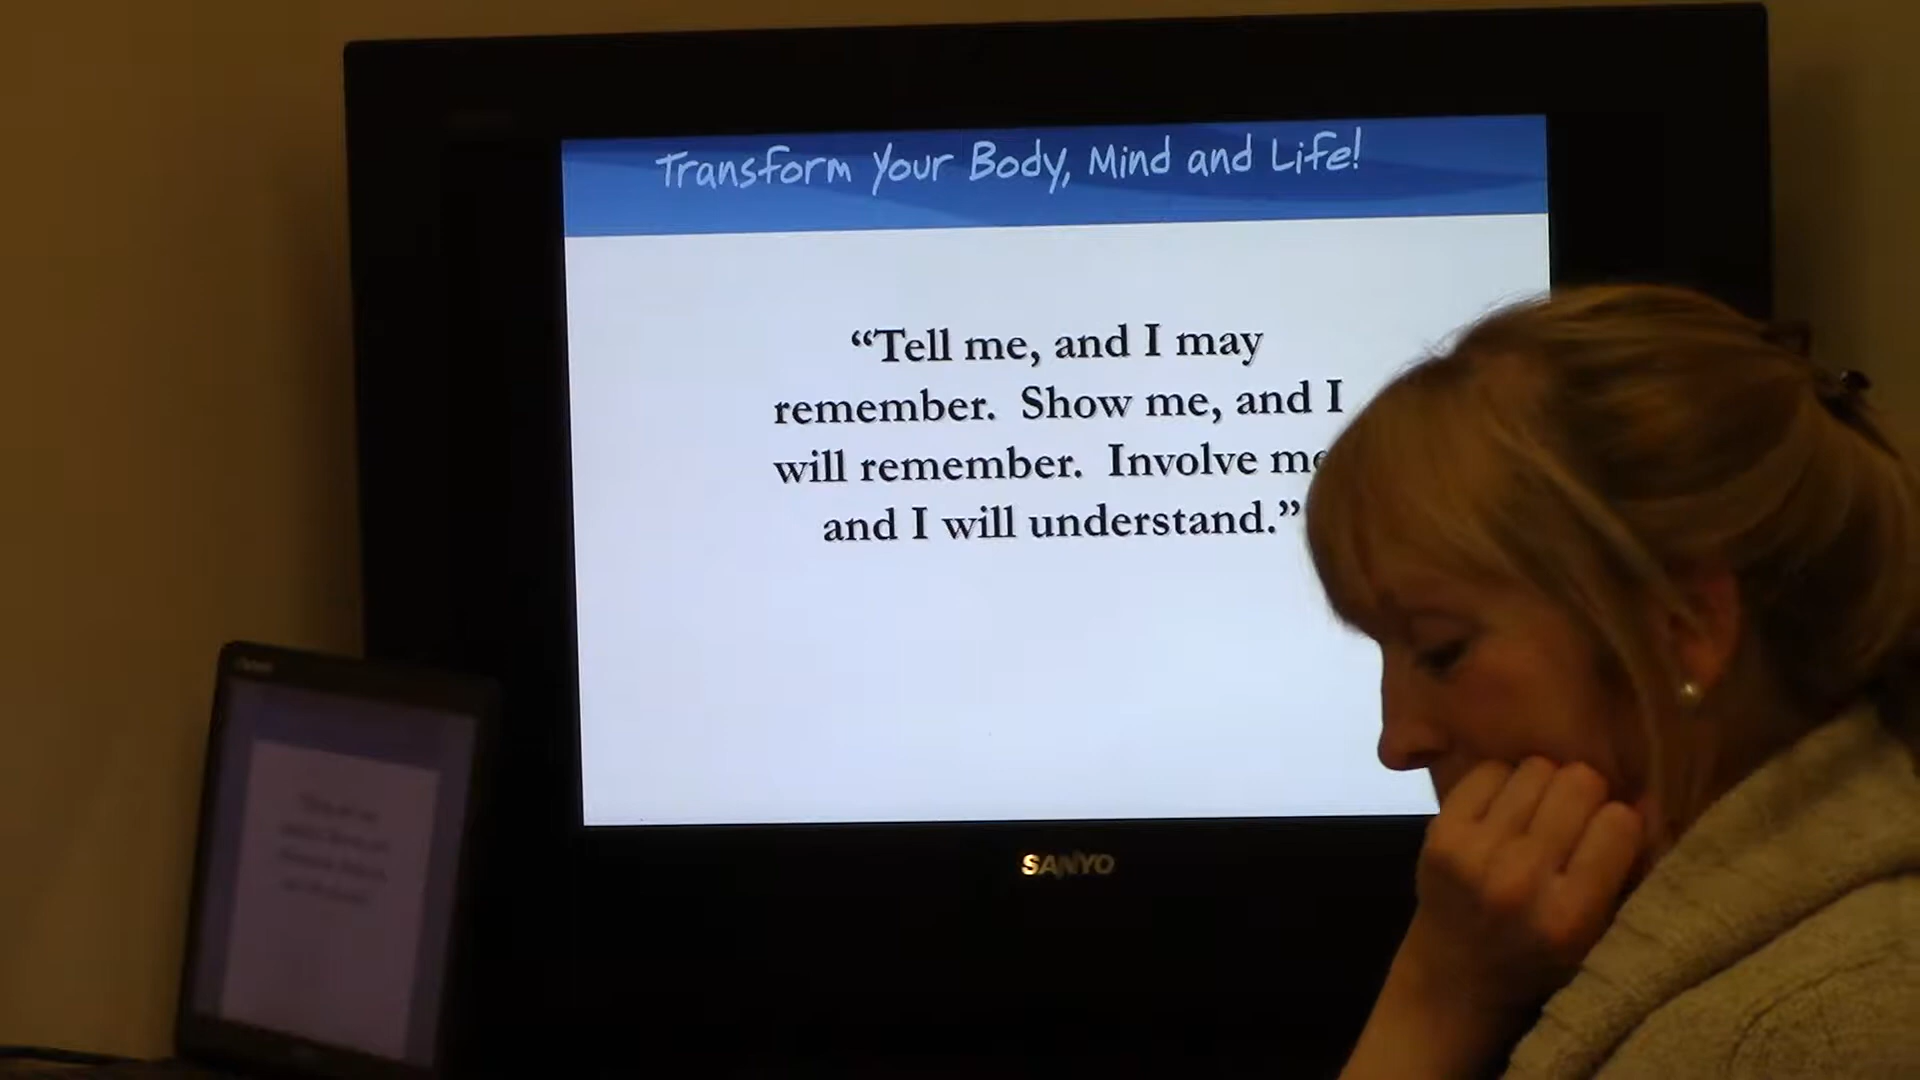 Transform Your Body, Mind and Life!
“Tell me, and I may
remember. Show me, and I
will remember. Involve me
and I will understand.”
SANYO